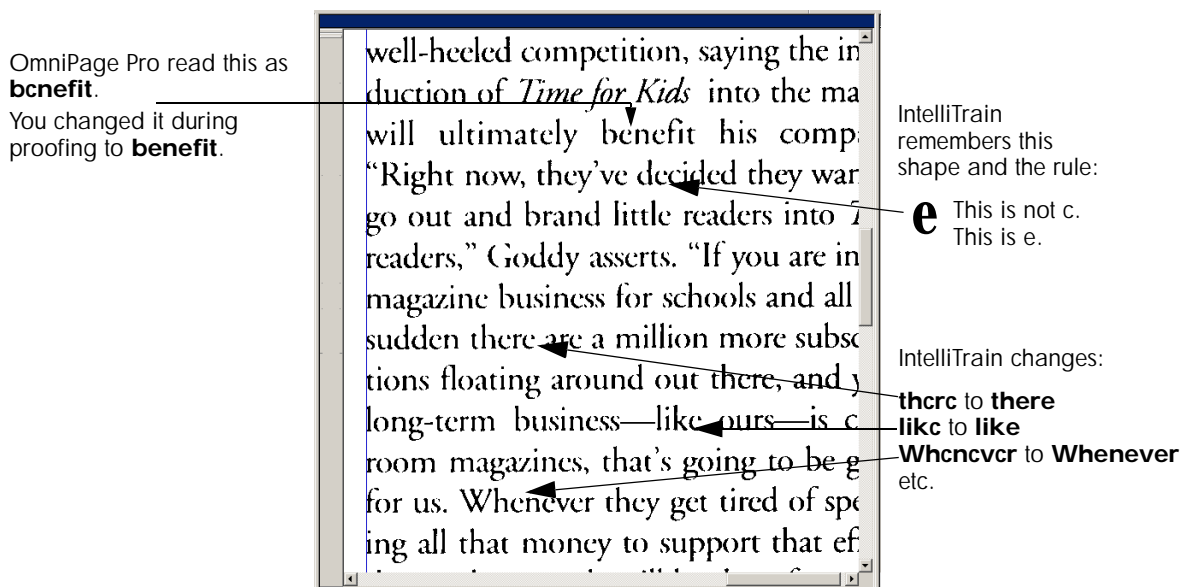 OmniPage Pro read this as
bcnefit.
You changed it during
proofing to benefit.
well-heeled competition, saying the in
duction of Time for Kids into the ma
will ultimately benefit his comp
“Right now, they’ve decided they wan
go out and brand little readers into
readers,” Goddy asserts. “If you are in
magazine business for schools and all
sudden there are a million more subsc
tions floating around out there, and y
long-term business—like ours—is c
room magazines, that’s going to be g
for us. Whenever they get tired of spe
ing all that money to support that ef
IntelliTrain
remembers this
shape and the rule:
e This is not c.
This is e.
IntelliTrain changes:
thcrc to there
likc to like
Whcncvcr to Whenever
etc.